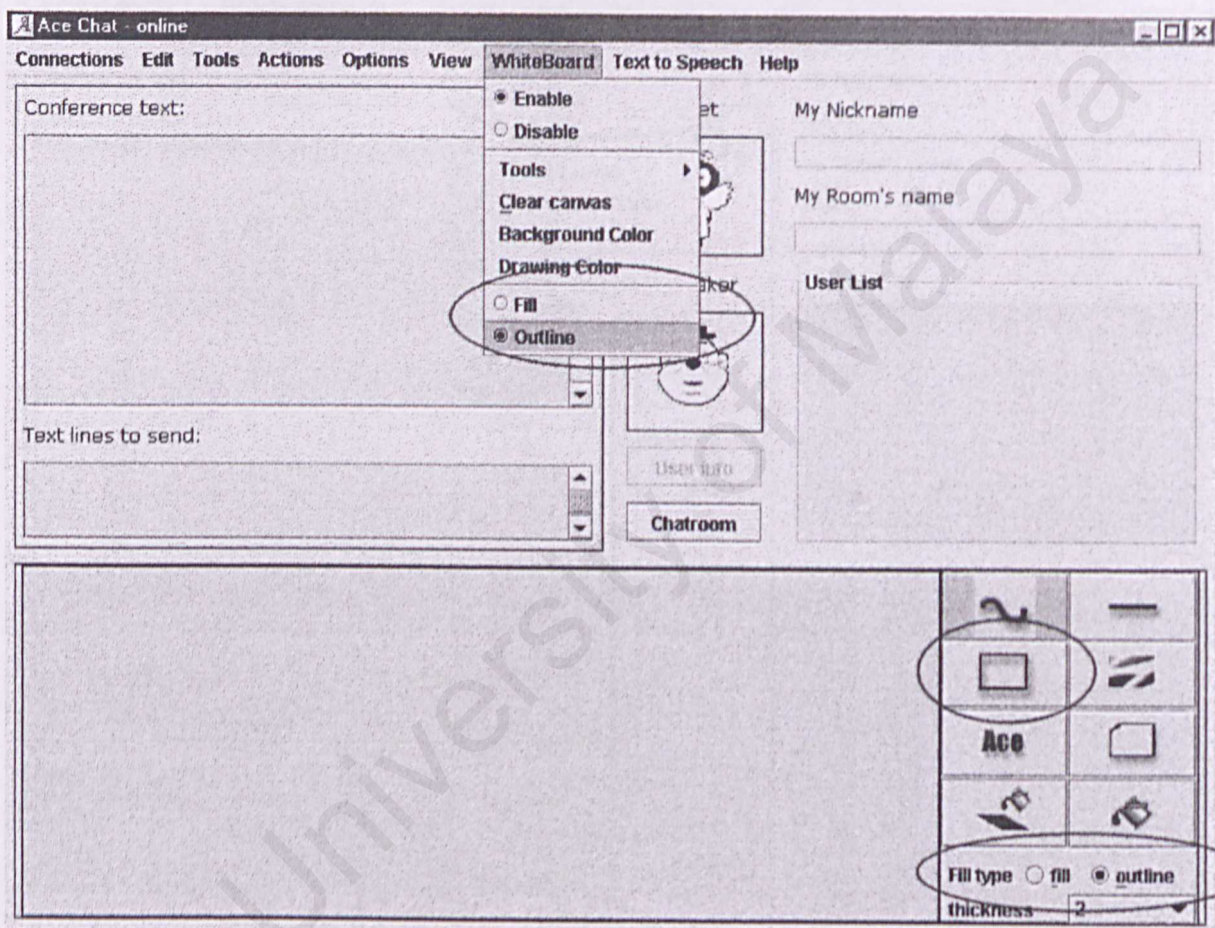 Ace Chat - online
Connections Edit Tools Actions Options View WhiteBoard Text to Speech Help
Conference text:
Enable
Disable
Tools
Clear canvas
Background Color
Drawing Color
Fill
Outline
My Nickname
My Room's name
User List
Text lines to send:
User info
Chatroom
Ace
Fill type fill outline
thickness 2
University of Malaya